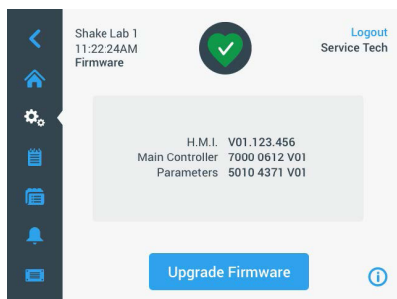 Shake Lab 1
11:22:24AM
Firmware
Logout
Service Tech
H.M.I. V01.123.456
Main Controller 7000 0612 V01
Parameters 5010 4371 V01
Upgrade Firmware